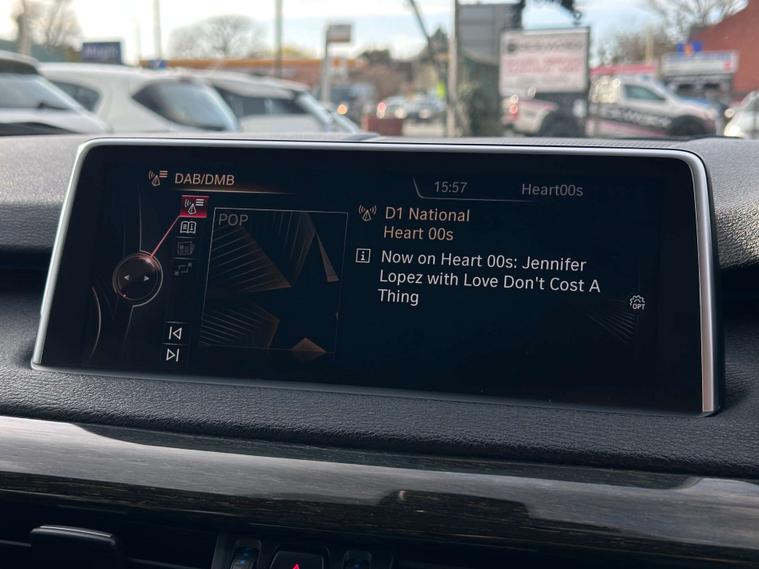 DAB/DMB
15:57
Heart00s
POP
D1 National
Heart 00s
Now on Heart 00s: Jennifer
Lopez with Love Don't Cost A
Thing
OPT